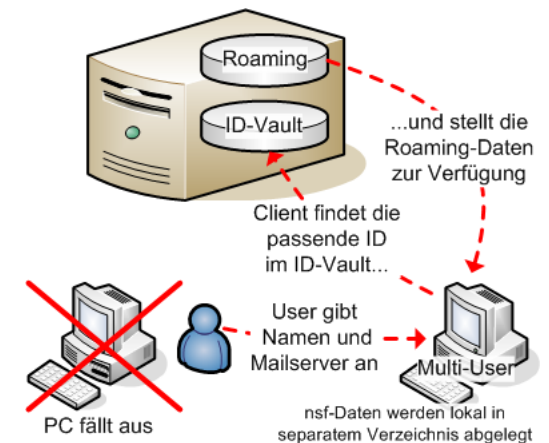 Roaming
ID-Vault
...und stellt die
Roaming-Daten
zur Verfügung
Client findet die
passende ID
im ID-Vault...
User gibt
Namen und
Mailserver an
Multi-User
PC fällt aus
nsf-Daten werden lokal in
separatem Verzeichnis abgelegt